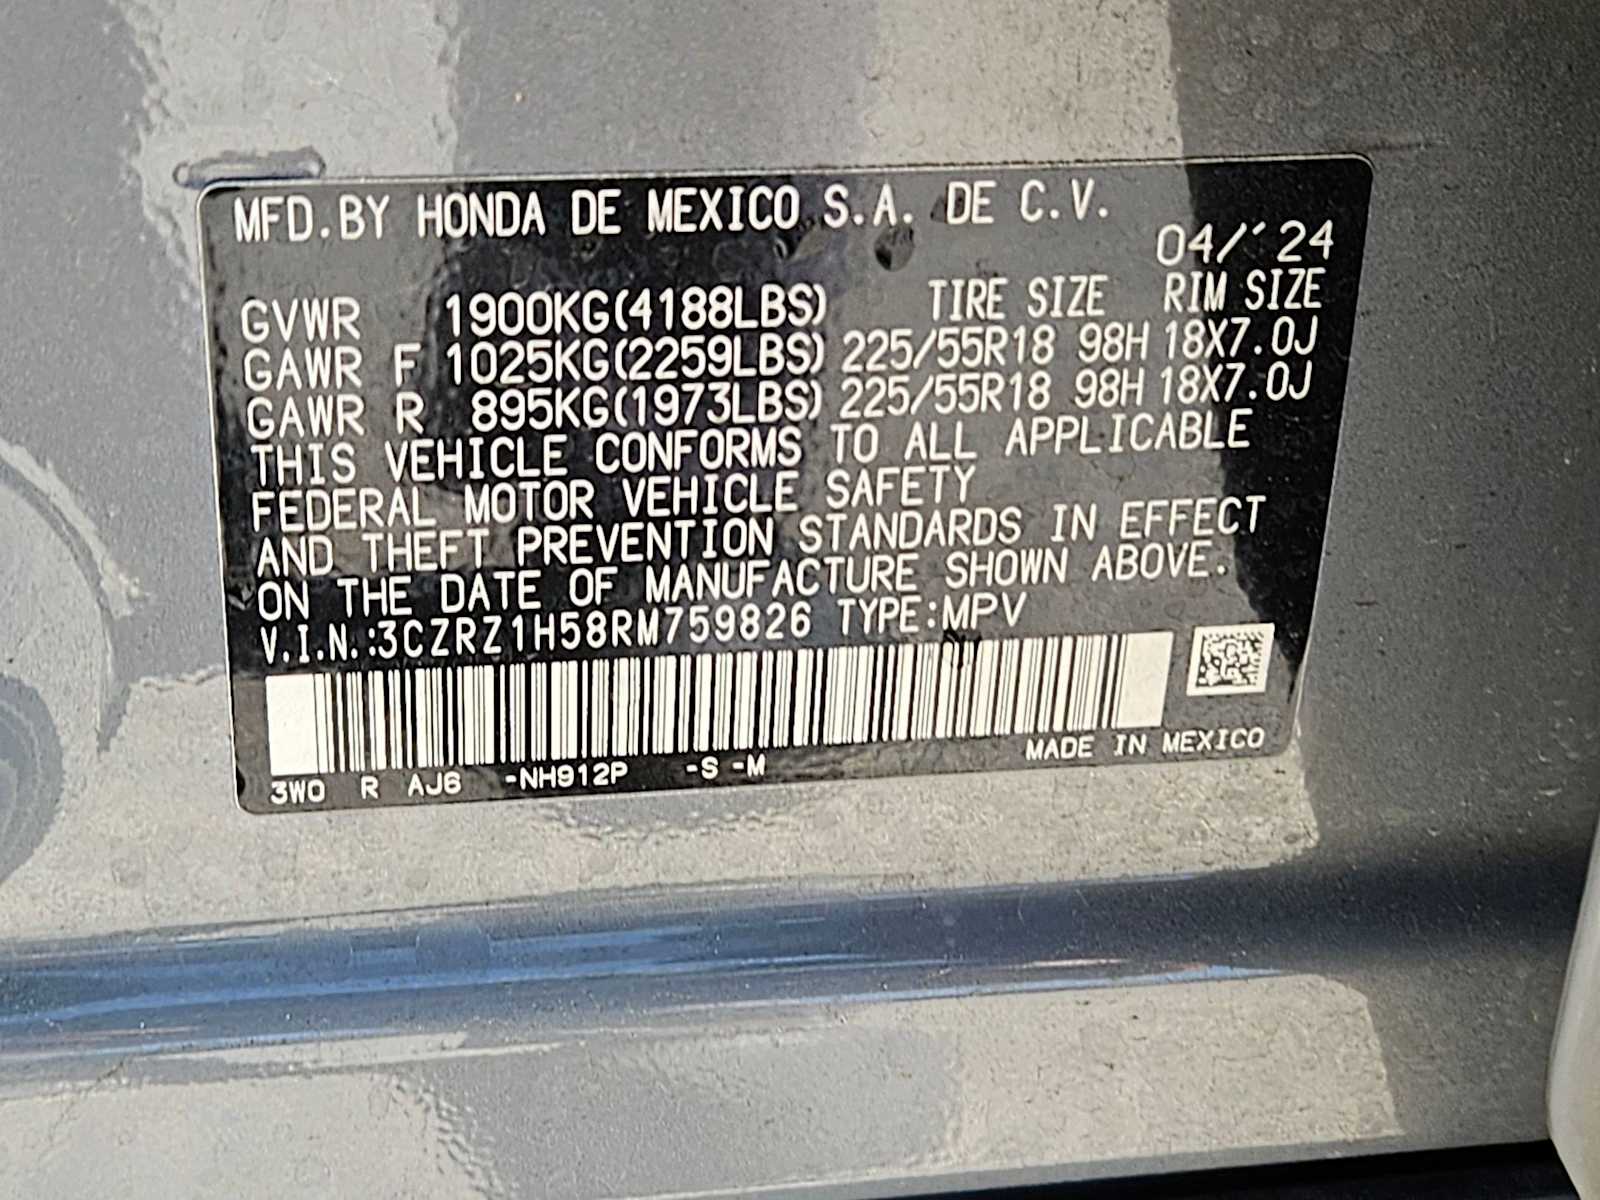 MFD.BY HONDA DE MEXICO S.A. DE C.V.
04/'24
GVWR 1900KG(4188LBS) TIRE SIZE RIM SIZE
GAWR F 1025KG(2259LBS) 225/55R18 98H 18X7.0J
GAWR R 895KG(1973LBS) 225/55R18 98H 18X7.0J
THIS VEHICLE CONFORMS TO ALL APPLICABLE
FEDERAL MOTOR VEHICLE SAFETY
AND THEFT PREVENTION STANDARDS IN EFFECT
ON THE DATE OF MANUFACTURE SHOWN ABOVE.
V.I.N.:3CZRZ1H58RM759826 TYPE:MPV
MADE IN MEXICO
3W0 R AJ6 -NH912P -S -M